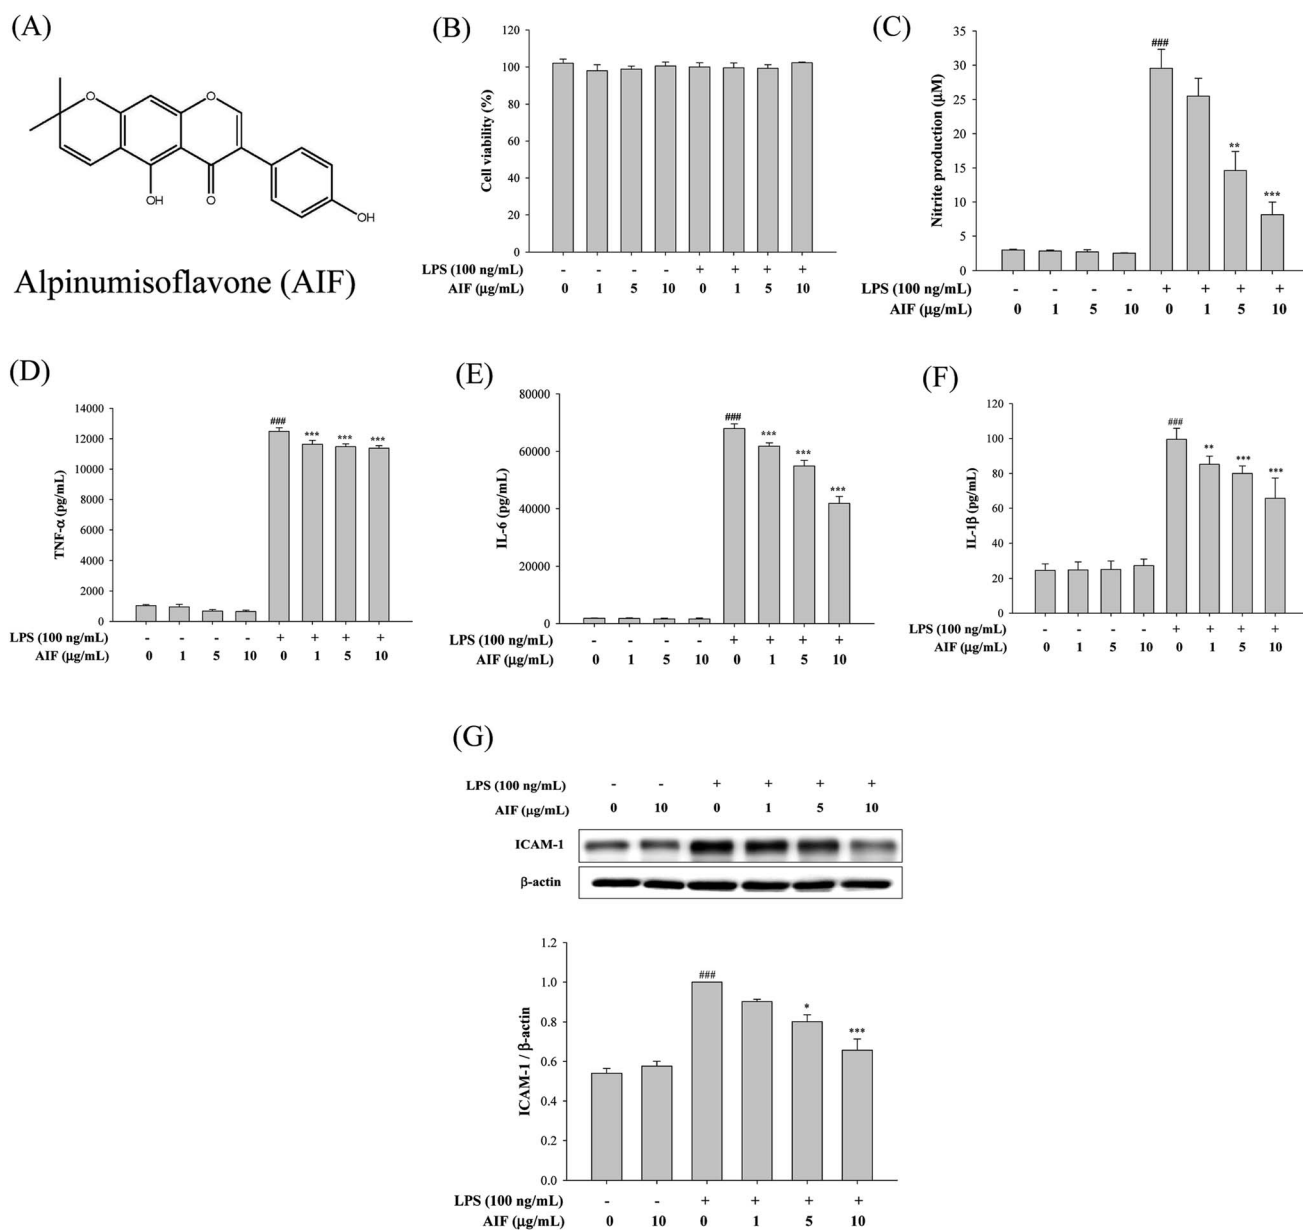 (A)
O
O
OH
O
OH
Alpinumisoflavone (AIF)
(B)
Cell viability (%)
120
100
80
60
40
20
0
LPS (100 ng/mL) - - - - + + + +
AIF (μg/mL) 0 1 5 10 0 1 5 10
(C)
Nitrite production (μM)
35
30
25
20
15
10
5
0
###
**
***
LPS (100 ng/mL) - - - - + + + +
AIF (μg/mL) 0 1 5 10 0 1 5 10
(D)
TNF-α (pg/mL)
14000
12000
10000
8000
6000
4000
2000
0
### *** *** ***
LPS (100 ng/mL) - - - - + + + +
AIF (μg/mL) 0 1 5 10 0 1 5 10
(E)
IL-6 (pg/mL)
80000
60000
40000
20000
0
###
***
***
***
LPS (100 ng/mL) - - - - + + + +
AIF (μg/mL) 0 1 5 10 0 1 5 10
(F)
IL-1β (pg/mL)
120
100
80
60
40
20
0
###
**
***
***
LPS (100 ng/mL) - - - - + + + +
AIF (μg/mL) 0 1 5 10 0 1 5 10
(G)
LPS (100 ng/mL) - - + + + +
AIF (μg/mL) 0 10 0 1 5 10
ICAM-1
β-actin
ICAM-1 / β-actin
1.2
1.0
0.8
0.6
0.4
0.2
0.0
###
*
***
LPS (100 ng/mL) - - + + + +
AIF (μg/mL) 0 10 0 1 5 10